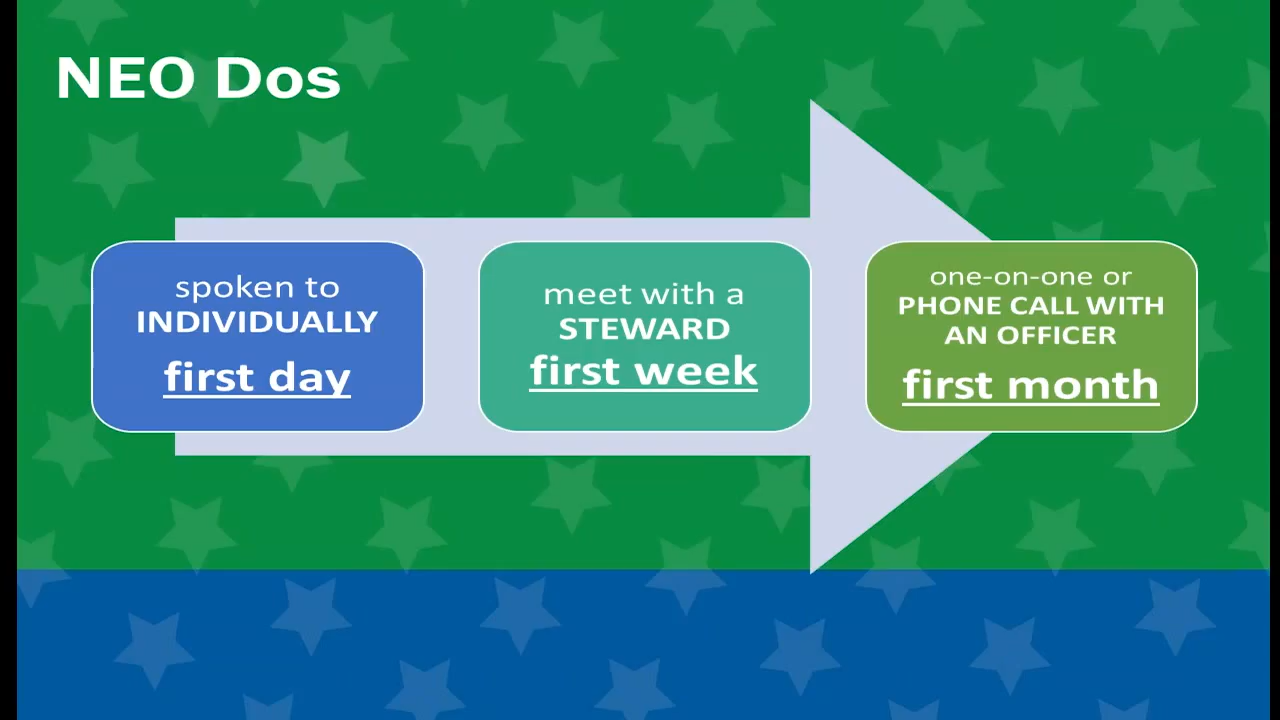 NEO Dos
spoken to
INDIVIDUALLY
first day
meet with a
STEWARD
first week
one-on-one or
PHONE CALL WITH
AN OFFICER
first month